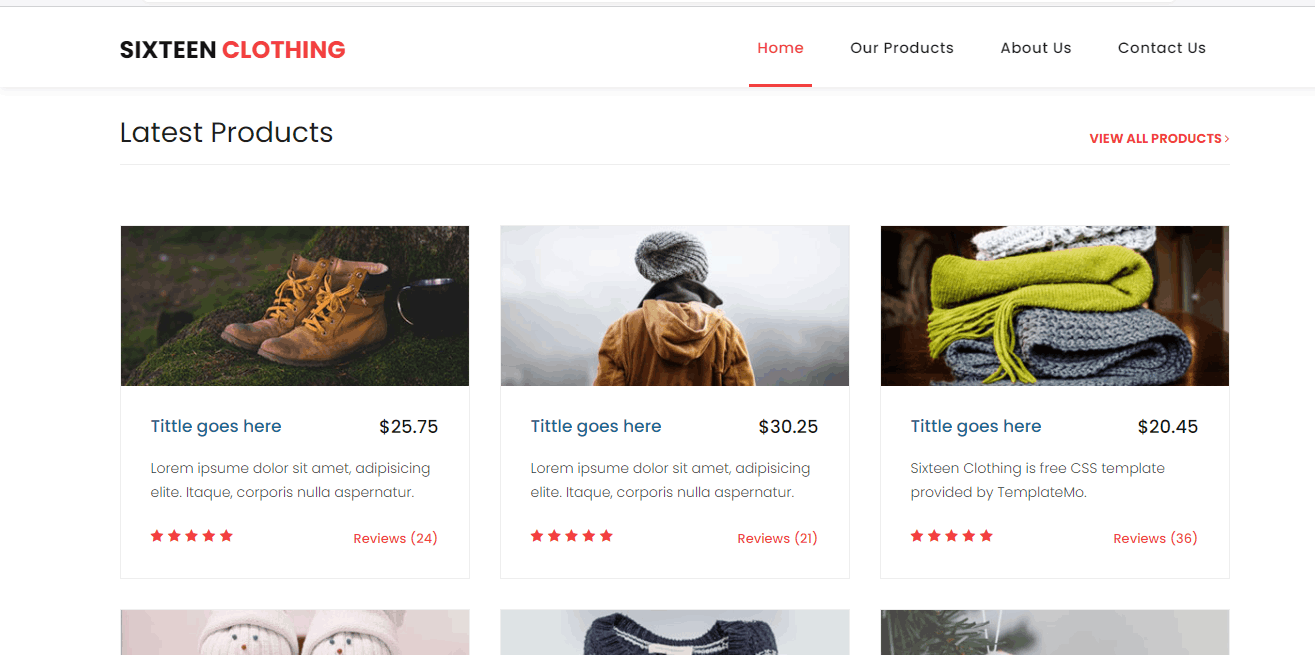 SIXTEEN CLOTHING
Home Our Products About Us Contact Us
Latest Products
VIEW ALL PRODUCTS >
Tittle goes here $25.75
Lorem ipsume dolor sit amet, adipisicing
elite. Itaque, corporis nulla aspernatur.
Reviews (24)
Tittle goes here $30.25
Lorem ipsume dolor sit amet, adipisicing
elite. Itaque, corporis nulla aspernatur.
Reviews (21)
Tittle goes here $20.45
Sixteen Clothing is free CSS template
provided by TemplateMo.
Reviews (36)